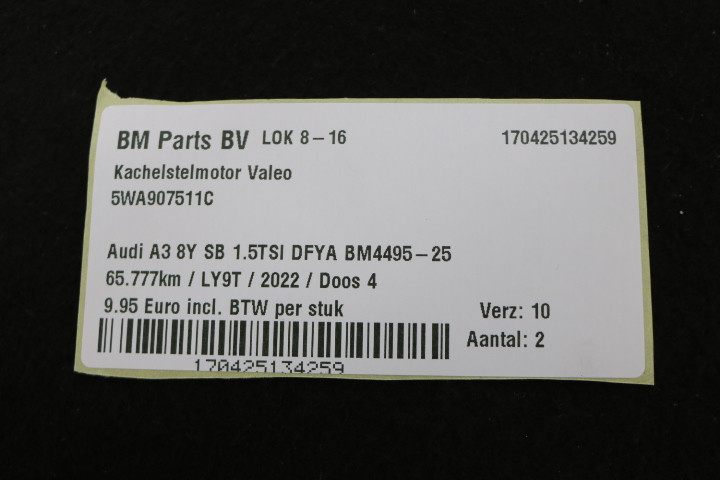 BM Parts BV LOK 8-16 170425134259
Kachelstelmotor Valeo
5WA907511C
Audi A3 8Y SB 1.5TSI DFYA BM4495-25
65.777km / LY9T / 2022 / Doos 4
9.95 Euro incl. BTW per stuk Verz: 10
Aantal: 2
170425134259